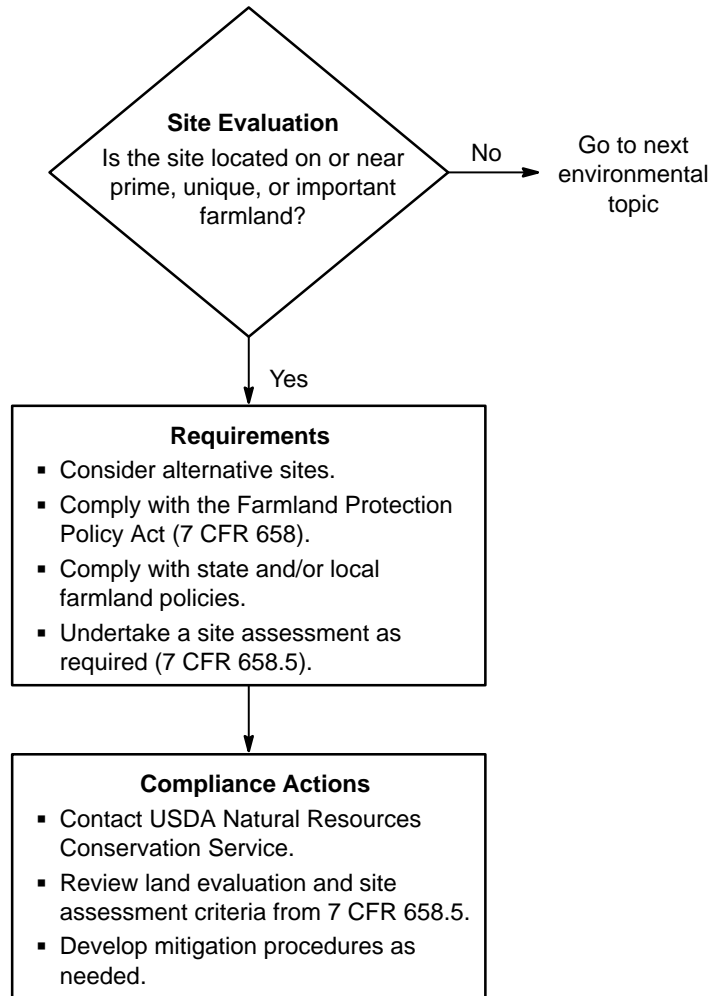 Site Evaluation
Is the site located on or near
prime, unique, or important
farmland?
No
Go to next
environmental
topic
Yes
Requirements
▪ Consider alternative sites.
▪ Comply with the Farmland Protection
Policy Act (7 CFR 658).
▪ Comply with state and/or local
farmland policies.
▪ Undertake a site assessment as
required (7 CFR 658.5).
Compliance Actions
▪ Contact USDA Natural Resources
Conservation Service.
▪ Review land evaluation and site
assessment criteria from 7 CFR 658.5.
▪ Develop mitigation procedures as
needed.